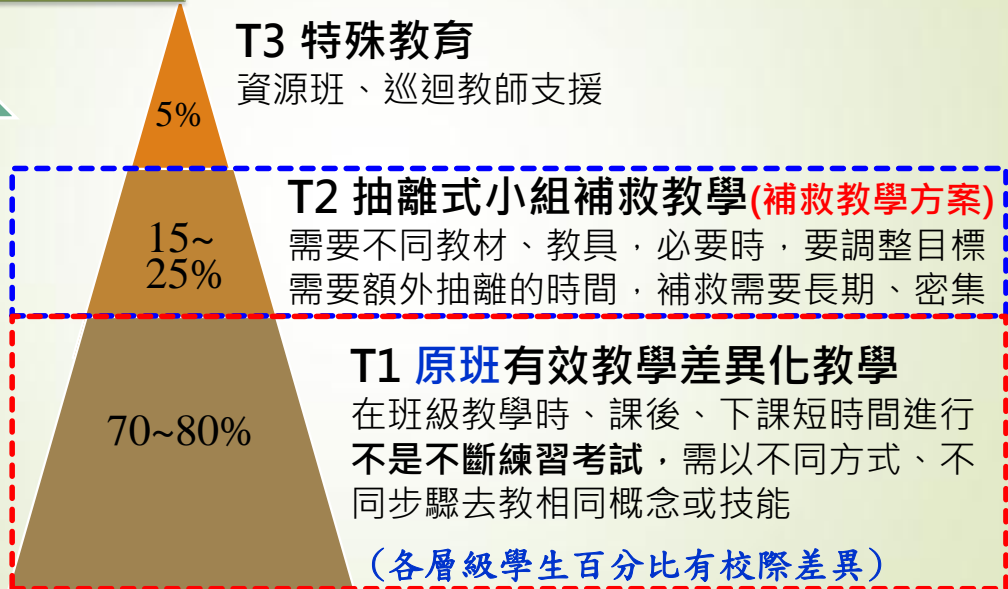 T3 特殊教育
資源班、巡迴教師支援
5%
T2 抽離式小組補救教學(補救教學方案)
需要不同教材、教具，必要時，要調整目標
需要額外抽離的時間，補救需要長期、密集
15~
25%
T1 原班有效教學差異化教學
在班級教學時、課後、下課短時間進行
不是不斷練習考試，需以不同方式、不
同步驟去教相同概念或技能
70~80%
（各層級學生百分比有校際差異）